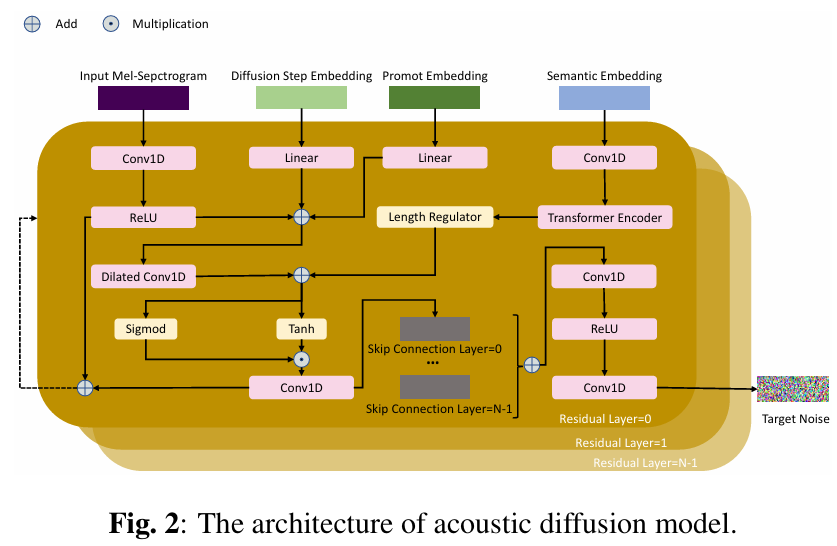 Add
Multiplication
Input Mel-Sepctrogram
Diffusion Step Embedding
Promot Embedding
Semantic Embedding
Conv1D
Linear
Linear
Conv1D
ReLU
Length Regulator
Transformer Encoder
Dilated Conv1D
Conv1D
Sigmod
Tanh
ReLU
Skip Connection Layer=0
...
Conv1D
Conv1D
Skip Connection Layer=N-1
Target Noise
Residual Layer=0
Residual Layer=1
Residual Layer=N-1
Fig. 2: The architecture of acoustic diffusion model.